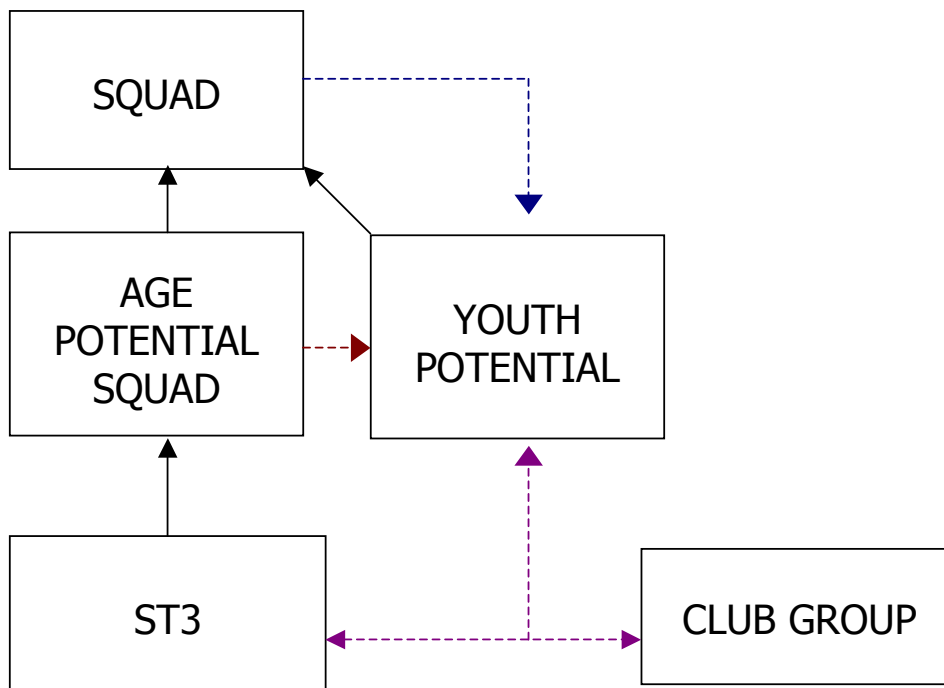 SQUAD
AGE
POTENTIAL
SQUAD
YOUTH
POTENTIAL
ST3
CLUB GROUP